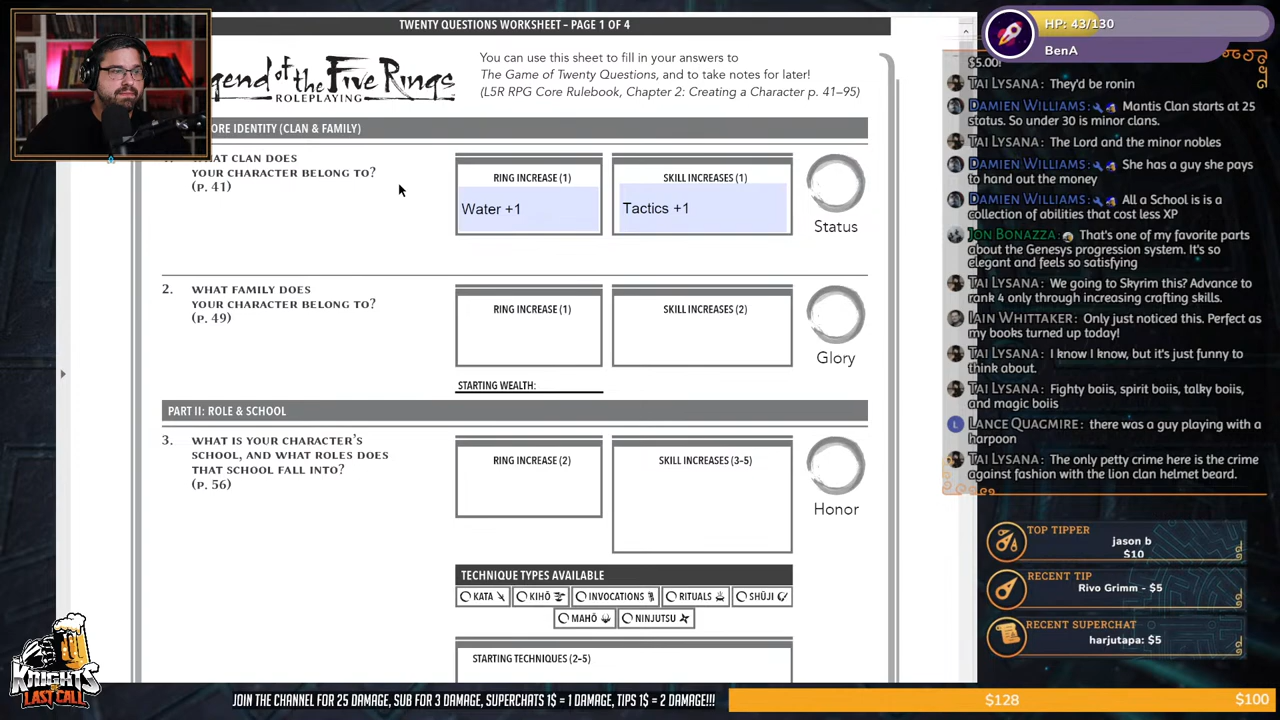 TWENTY QUESTIONS WORKSHEET – PAGE 1 OF 4
Legend of the Five Rings
ROLEPLAYING
You can use this sheet to fill in your answers to
The Game of Twenty Questions, and to take notes for later!
(L5R RPG Core Rulebook, Chapter 2: Creating a Character p. 41–95)
ORE IDENTITY (CLAN & FAMILY)
WHAT CLAN DOES
YOUR CHARACTER BELONG TO?
(P. 41)
RING INCREASE (1)
Water +1
SKILL INCREASES (1)
Tactics +1
Status
2. WHAT FAMILY DOES
YOUR CHARACTER BELONG TO?
(P. 49)
RING INCREASE (1)
SKILL INCREASES (2)
Glory
STARTING WEALTH:
PART II: ROLE & SCHOOL
3. WHAT IS YOUR CHARACTER'S
SCHOOL, AND WHAT ROLES DOES
THAT SCHOOL FALL INTO?
(P. 56)
RING INCREASE (2)
SKILL INCREASES (3–5)
Honor
TECHNIQUE TYPES AVAILABLE
KATA KIHŌ INVOCATIONS RITUALS SHŪJI
MAHŌ NINJUTSU
STARTING TECHNIQUES (2–5)
HP: 43/130
BenA
$5.00!
TAI LYSANA: They'd be ronin
DAMIEN WILLIAMS: Mantis Clan starts at 25
status. So under 30 is minor clans.
TAI LYSANA: The Lord and the minor nobles
DAMIEN WILLIAMS: She has a guy she pays
to hand out the money
DAMIEN WILLIAMS: All a School is is a
collection of abilities that cost less XP
JON BONAZZA: That's one of my favorite parts
about the Genesys progression system. It's so
elegant and feels so satisfying
TAI LYSANA: We going to Skyrim this? Advance to
rank 4 only through increasing crafting skills.
IAIN WHITTAKER: Only just noticed this. Perfect as
my books turned up today!
TAI LYSANA: I know I know, but it's just funny to
think about.
TAI LYSANA: Fighty boiis, spirit boiis, talky boiis,
and magic boiis
L LANCE QUAGMIRE: there was a guy playing with a
harpoon
TAI LYSANA: The only petty crime here is the crime
against fashion with the lion clan helmet beard.
TOP TIPPER
jason b
$10
RECENT TIP
Rivo Grimm - $5
RECENT SUPERCHAT
harjutapa: $5
KNIGHTS
LAST CALL
JOIN THE CHANNEL FOR 25 DAMAGE, SUB FOR 3 DAMAGE, SUPERCHATS 1$ = 1 DAMAGE, TIPS 1$ = 2 DAMAGE!!!
$128
$100